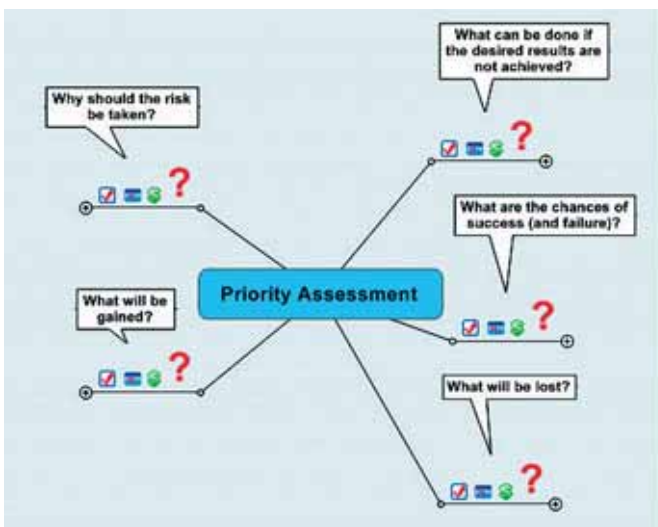 What can be done if
the desired results are
not achieved?
Why should the risk
be taken?
?
?
What are the chances of
success (and failure)?
Priority Assessment
What will be
gained?
?
?
What will be lost?
?